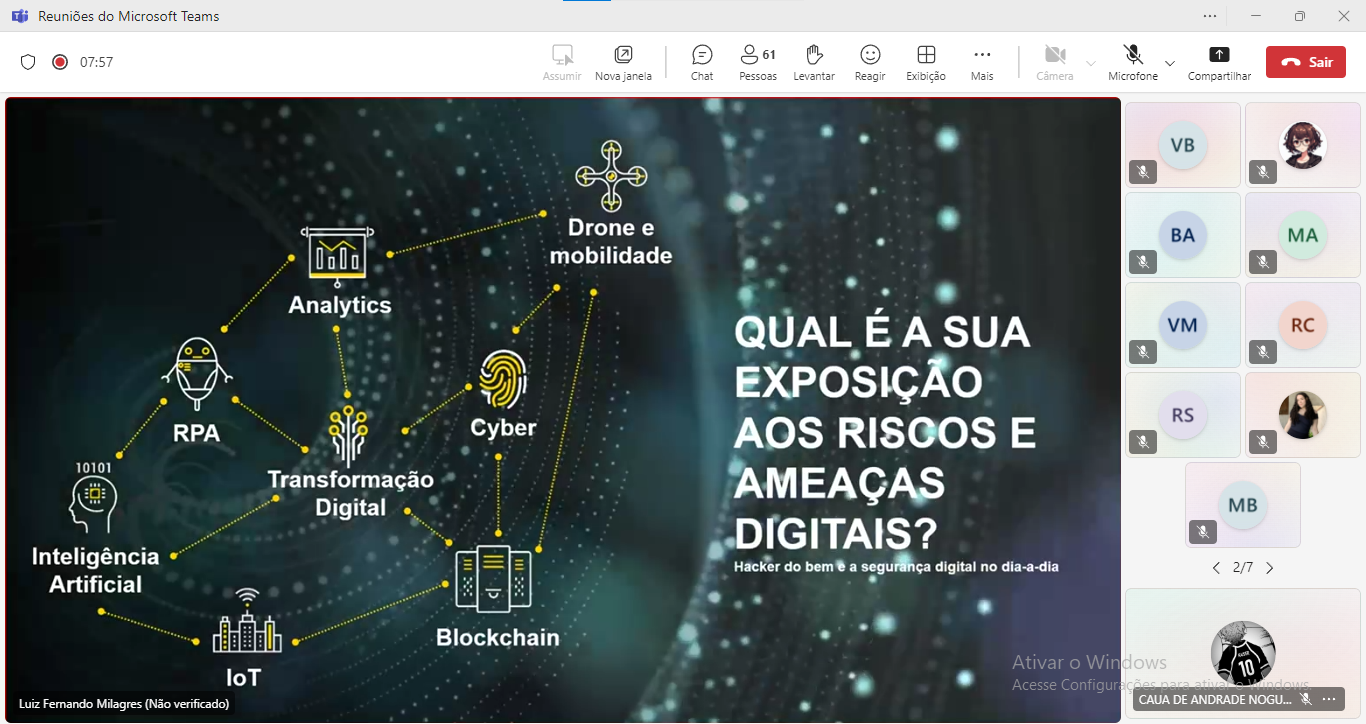 Reuniões do Microsoft Teams
07:57
Assumir
Nova janela
Chat
61
Pessoas
Levantar
Reagir
Exibição
Mais
Câmera
Microfone
Compartilhar
Sair
Drone e
mobilidade
Analytics
RPA
Cyber
Transformação
Digital
10101
Inteligência
Artificial
Blockchain
IoT
QUAL É A SUA
EXPOSIÇÃO
AOS RISCOS E
AMEAÇAS
DIGITAIS?
Hacker do bem e a segurança digital no dia-a-dia
Luiz Fernando Milagres (Não verificado)
VB
BA
MA
VM
RC
RS
MB
2/7
10
Ativar o Windows
Acesse Configurações para ativar o Windows.
CAUA DE ANDRADE NOGU...